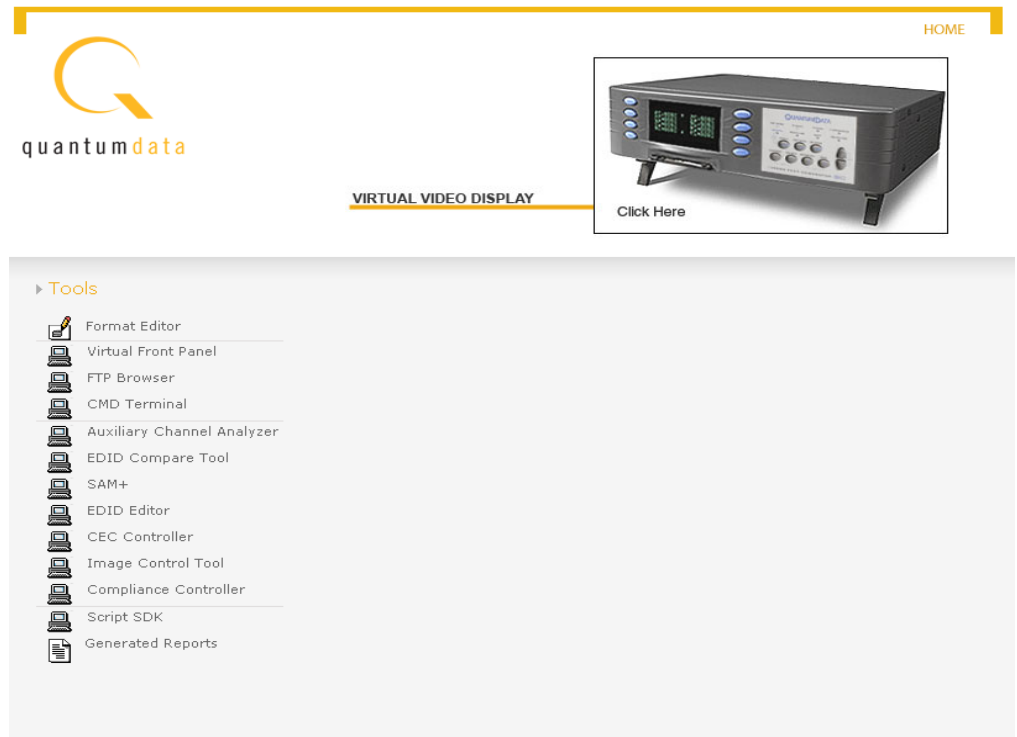 HOME
quantumdata
QUANTUMDATA
VIRTUAL VIDEO DISPLAY
Click Here
Tools
Format Editor
Virtual Front Panel
FTP Browser
CMD Terminal
Auxiliary Channel Analyzer
EDID Compare Tool
SAM+
EDID Editor
CEC Controller
Image Control Tool
Compliance Controller
Script SDK
Generated Reports